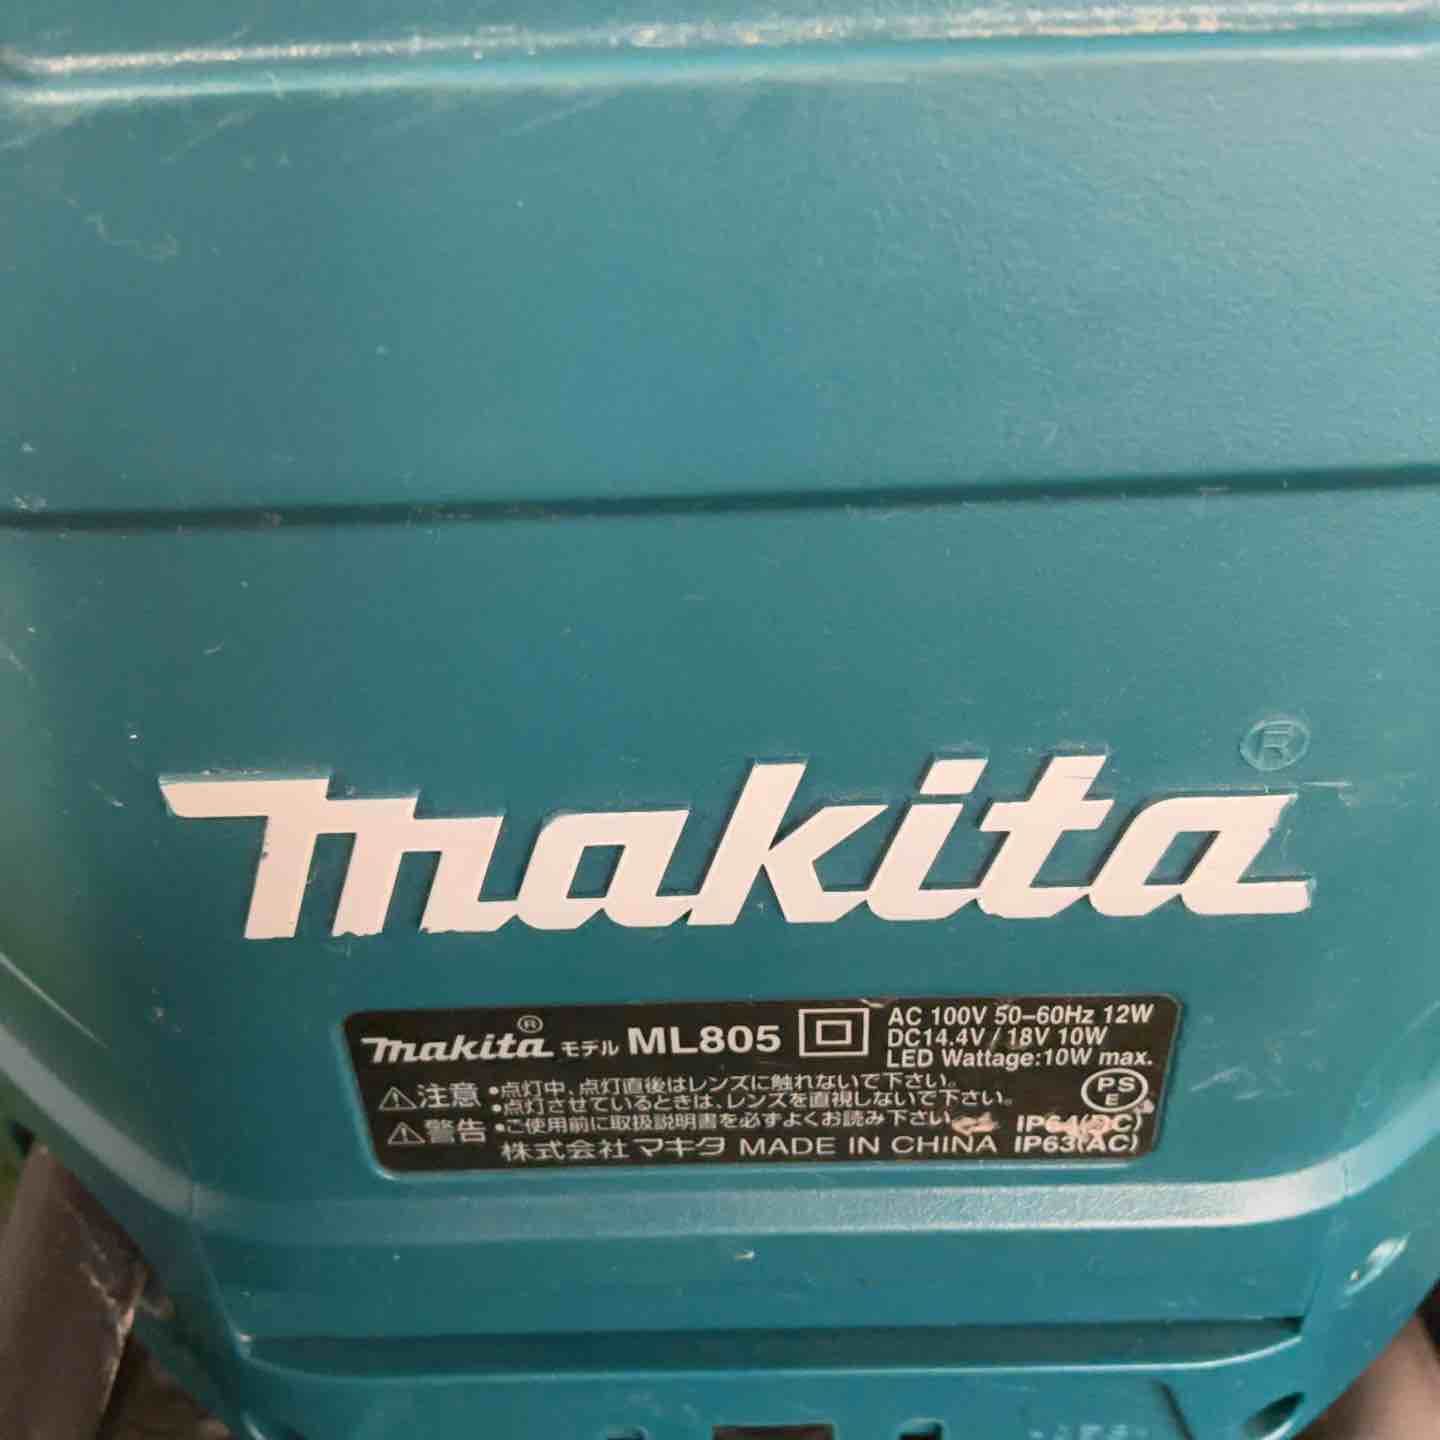 makita®
makita® モデル ML805
AC 100V 50–60Hz 12W
DC14.4V / 18V 10W
LED Wattage:10W max.
⚠注意 •点灯中、点灯直後はレンズに触れないで下さい。
•点灯させているときは、レンズを直視しないで下さい。
⚠警告 •ご使用前に取扱説明書を必ずよくお読み下さい。
PS
E
IP64(DC)
株式会社マキタ MADE IN CHINA IP63(AC)